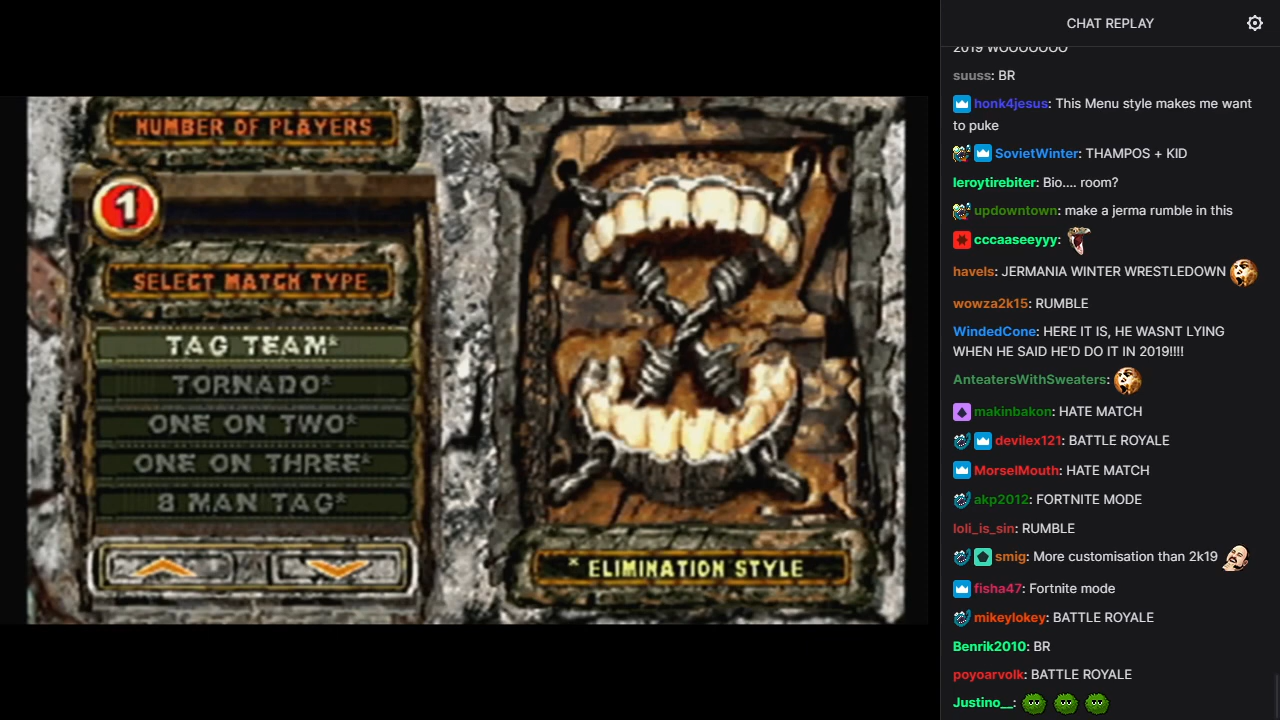 NUMBER OF PLAYERS
1
SELECT MATCH TYPE
TAG TEAM*
TORNADO*
ONE ON TWO*
ONE ON THREE*
8 MAN TAG*
* ELIMINATION STYLE
CHAT REPLAY
2019 WOOOOOOO
suuss: BR
honk4jesus: This Menu style makes me want
to puke
SovietWinter: THAMPOS + KID
leroytirebiter: Bio.... room?
updowntown: make a jerma rumble in this
cccaaseeyyy:
havels: JERMANIA WINTER WRESTLEDOWN
wowza2k15: RUMBLE
WindedCone: HERE IT IS, HE WASNT LYING
WHEN HE SAID HE'D DO IT IN 2019!!!!
AnteatersWithSweaters:
makinbakon: HATE MATCH
devilex121: BATTLE ROYALE
MorselMouth: HATE MATCH
akp2012: FORTNITE MODE
loli_is_sin: RUMBLE
smig: More customisation than 2k19
fisha47: Fortnite mode
mikeylokey: BATTLE ROYALE
Benrik2010: BR
poyoarvolk: BATTLE ROYALE
Justino__: